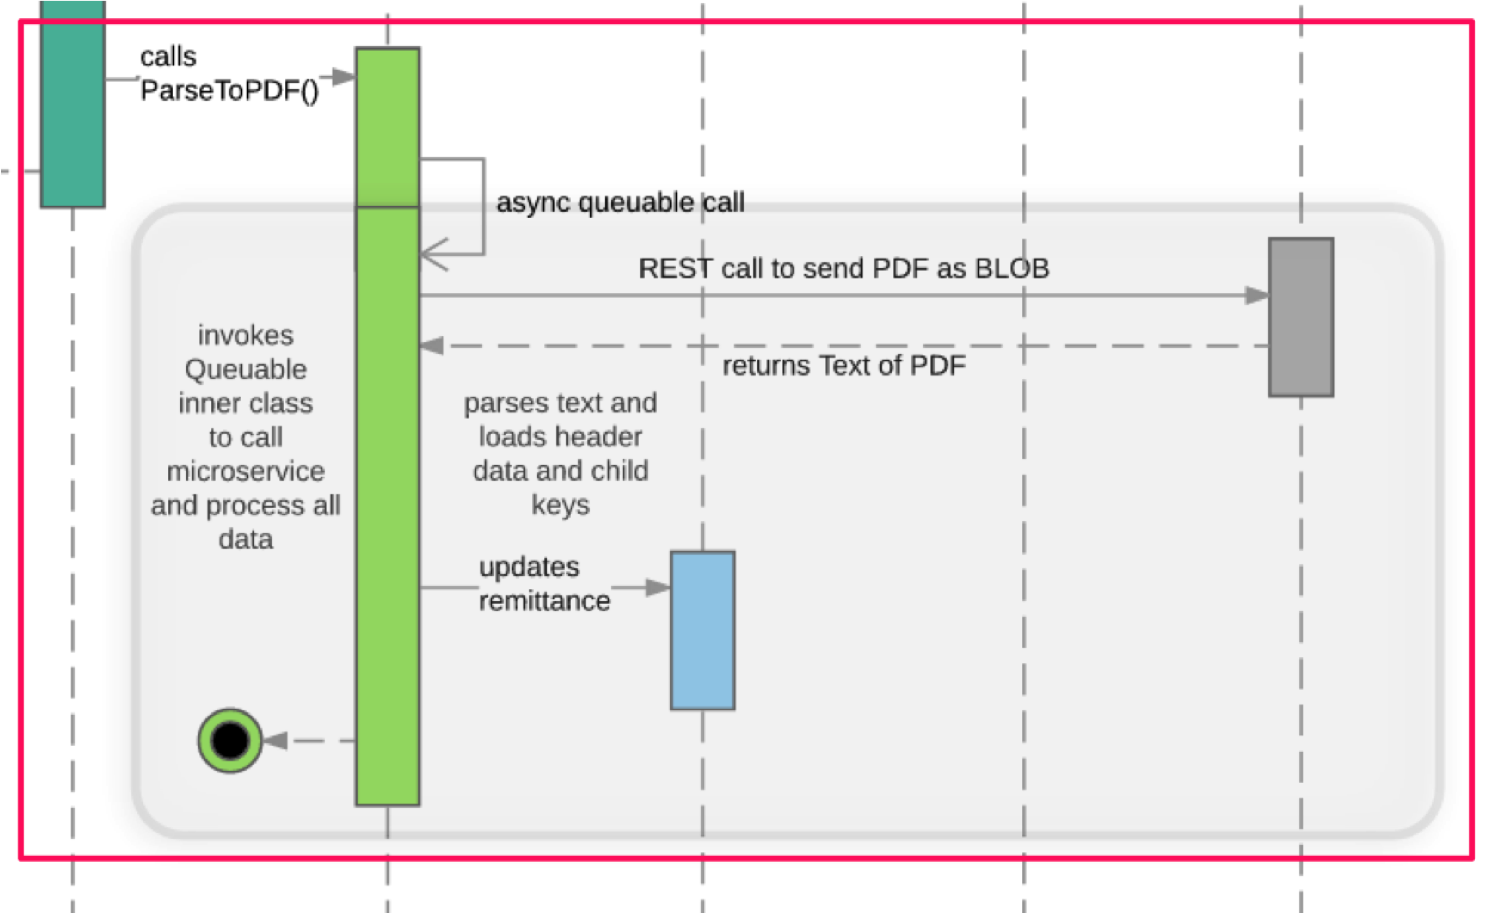 calls
ParseToPDF()
async queuable call
REST call to send PDF as BLOB
returns Text of PDF
invokes
Queuable
inner class
to call
microservice
and process all
data
parses text and
loads header
data and child
keys
updates
remittance